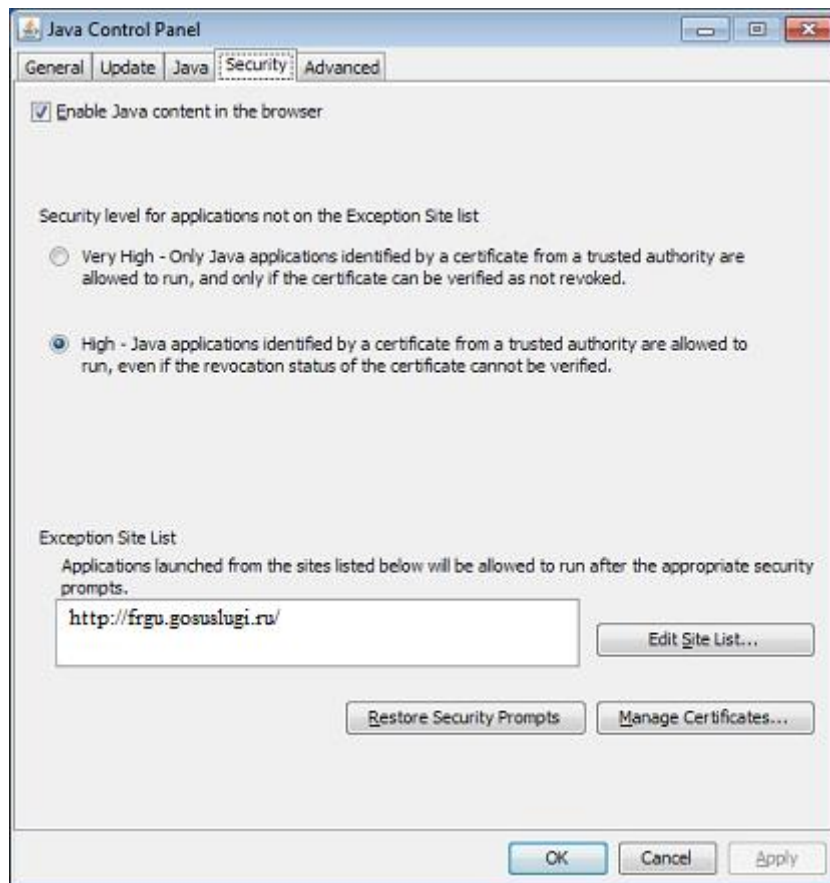 Java Control Panel
General Update Java Security Advanced
Enable Java content in the browser
Security level for applications not on the Exception Site list
Very High - Only Java applications identified by a certificate from a trusted authority are
allowed to run, and only if the certificate can be verified as not revoked.
High - Java applications identified by a certificate from a trusted authority are allowed to
run, even if the revocation status of the certificate cannot be verified.
Exception Site List
Applications launched from the sites listed below will be allowed to run after the appropriate security
prompts.
http://frgu.gosuslugi.ru/
Edit Site List...
Restore Security Prompts Manage Certificates...
OK Cancel Apply